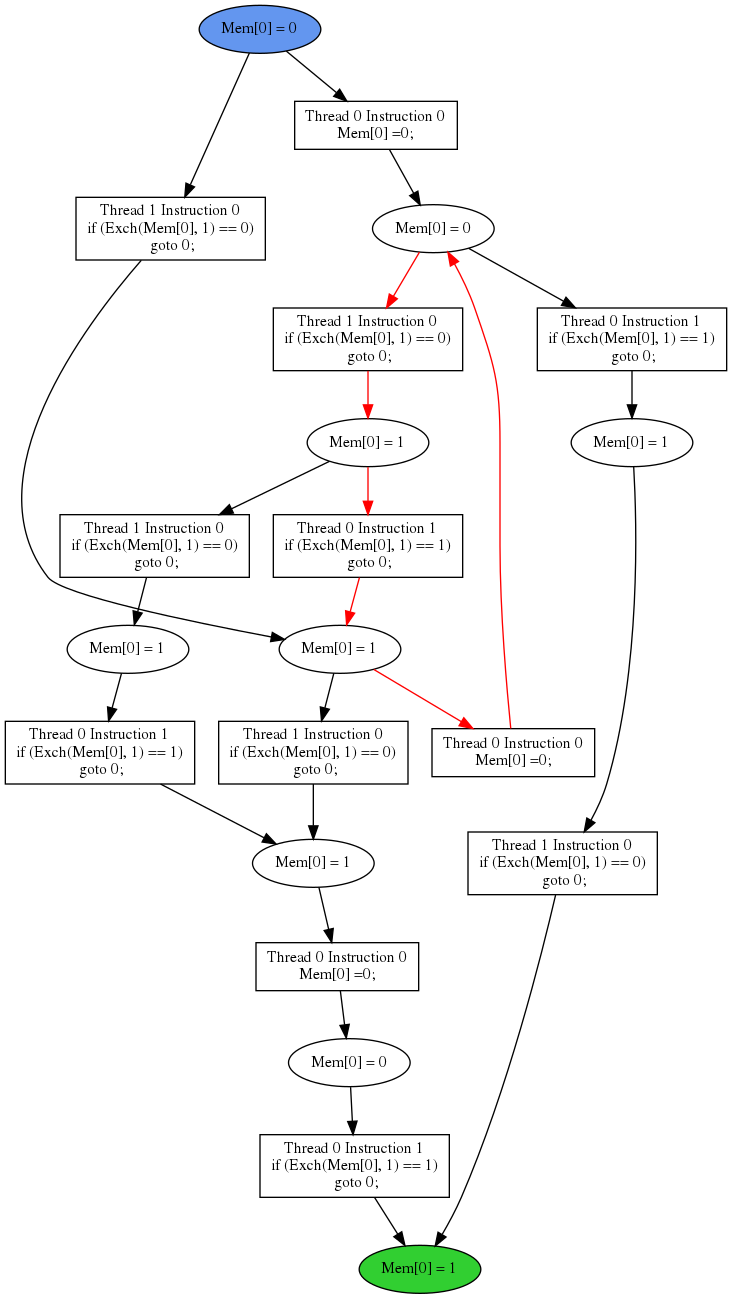 Mem[0] = 0
Thread 0 Instruction 0
Mem[0] =0;
Thread 1 Instruction 0
if (Exch(Mem[0], 1) == 0)
goto 0;
Mem[0] = 0
Thread 1 Instruction 0
if (Exch(Mem[0], 1) == 0)
goto 0;
Thread 0 Instruction 1
if (Exch(Mem[0], 1) == 1)
goto 0;
Mem[0] = 1
Mem[0] = 1
Thread 1 Instruction 0
if (Exch(Mem[0], 1) == 0)
goto 0;
Thread 0 Instruction 1
if (Exch(Mem[0], 1) == 1)
goto 0;
Mem[0] = 1
Mem[0] = 1
Thread 0 Instruction 1
if (Exch(Mem[0], 1) == 1)
goto 0;
Thread 1 Instruction 0
if (Exch(Mem[0], 1) == 0)
goto 0;
Thread 0 Instruction 0
Mem[0] =0;
Mem[0] = 1
Thread 1 Instruction 0
if (Exch(Mem[0], 1) == 0)
goto 0;
Thread 0 Instruction 0
Mem[0] =0;
Mem[0] = 0
Thread 0 Instruction 1
if (Exch(Mem[0], 1) == 1)
goto 0;
Mem[0] = 1